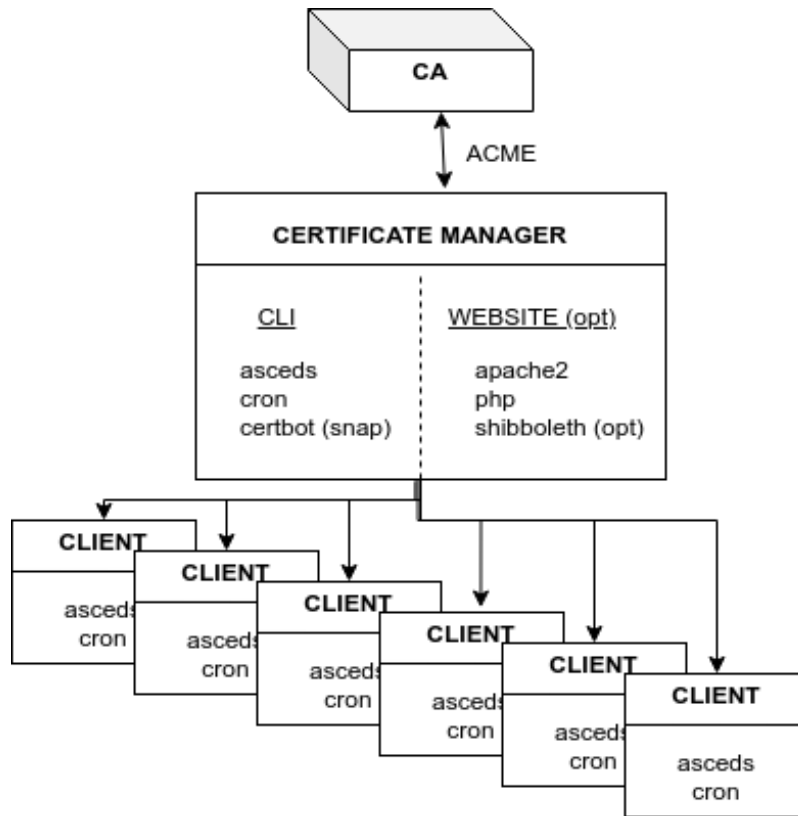 CA
ACME
CERTIFICATE MANAGER
CLI
WEBSITE (opt)
asceds
cron
certbot (snap)
apache2
php
shibboleth (opt)
CLIENT
asceds
cron
CLIENT
asceds
cron
CLIENT
asceds
cron
CLIENT
asceds
cron
CLIENT
asceds
cron
CLIENT
asceds
cron